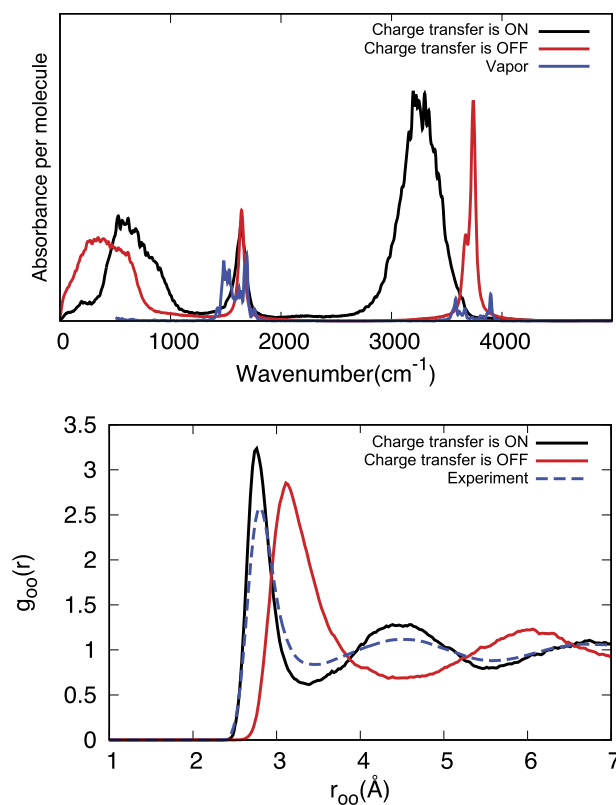 Charge transfer is ON
Charge transfer is OFF
Vapor
Absorbance per molecule
0 1000 2000 3000 4000
Wavenumber(cm⁻¹)
3.5
Charge transfer is ON
Charge transfer is OFF
Experiment
3
2.5
2
1.5
1
0.5
0
g_oo(r)
1 2 3 4 5 6 7
r_oo(Å)